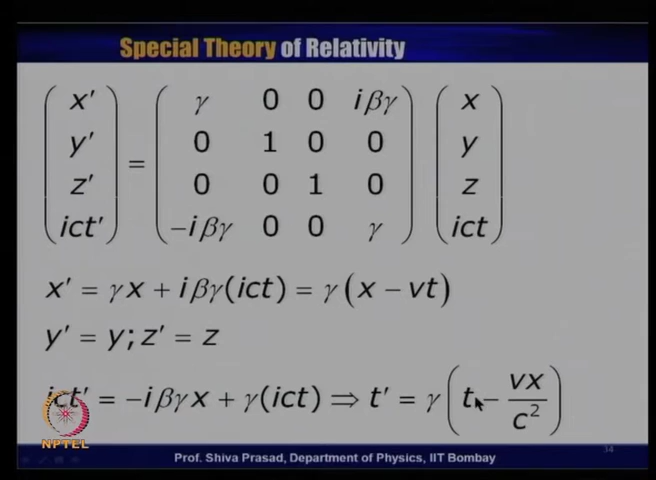 Special Theory of Relativity
x' γ 0 0 iβγ x
y' = 0 1 0 0 y
z' 0 0 1 0 z
ict' −iβγ 0 0 γ ict
x' = γx + iβγ(ict) = γ(x − vt)
y' = y; z' = z
ict' = −iβγx + γ(ict) ⇒ t' = γ(t − vx/c²)
NPTEL
34
Prof. Shiva Prasad, Department of Physics, IIT Bombay